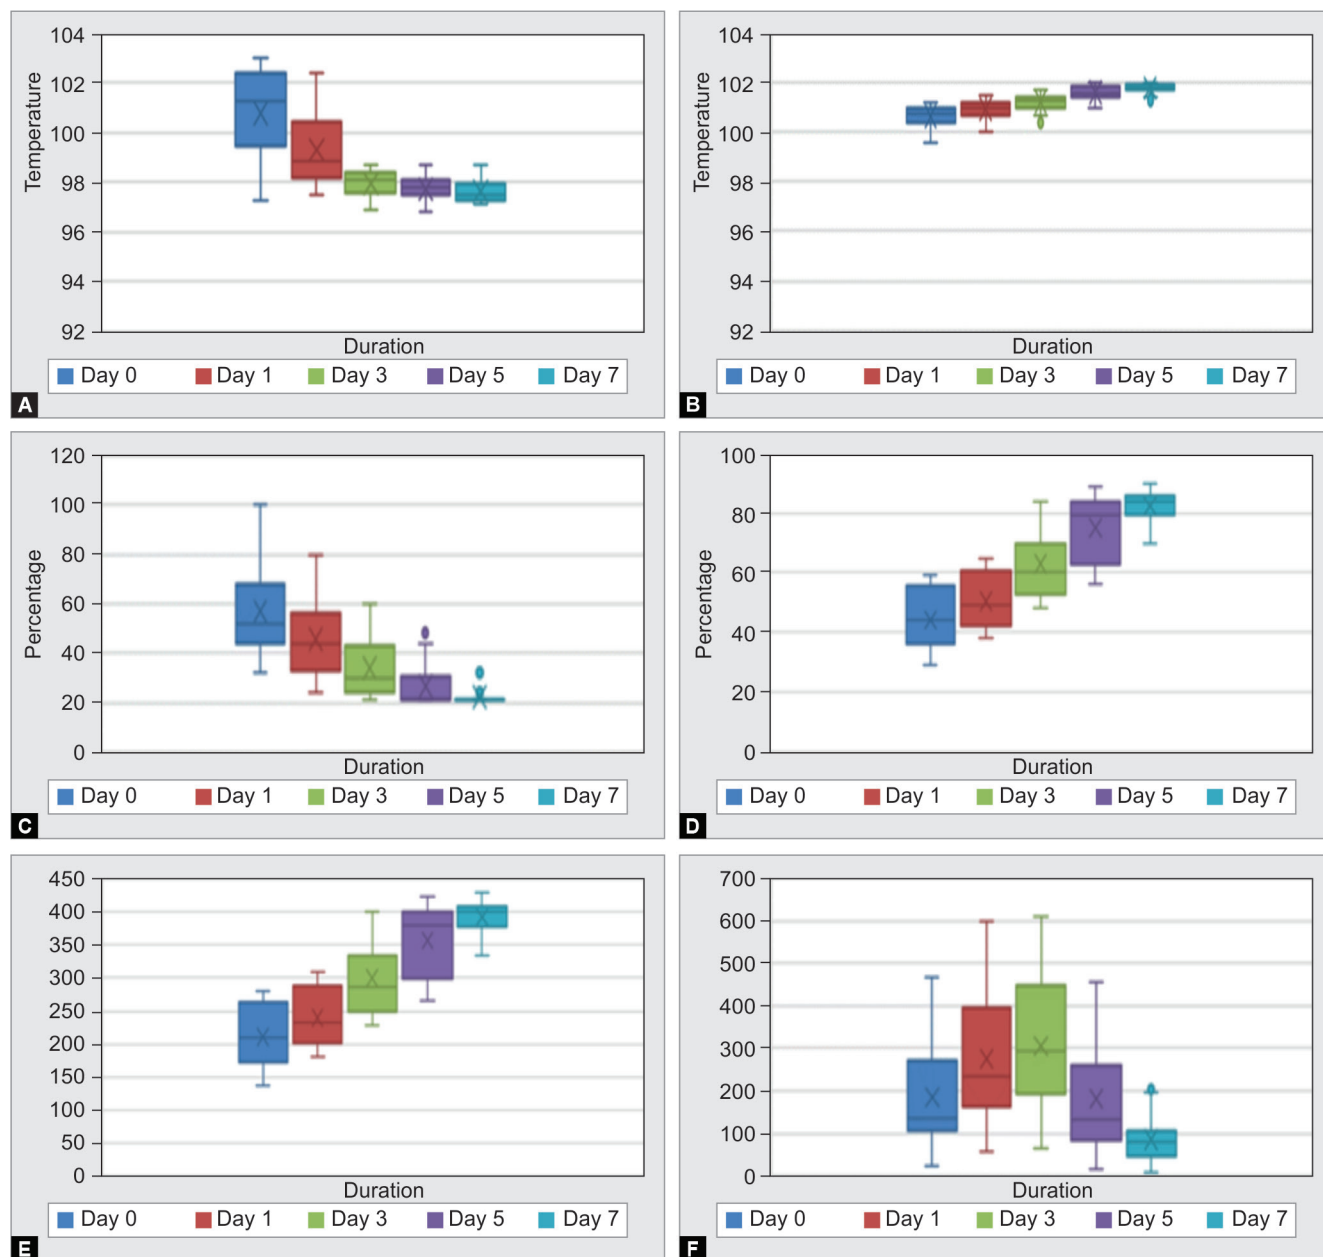 104
102
100
98
96
94
92
Temperature
Duration
Day 0 Day 1 Day 3 Day 5 Day 7
A
104
102
100
98
96
94
92
Temperature
Duration
Day 0 Day 1 Day 3 Day 5 Day 7
B
120
100
80
60
40
20
0
Percentage
Duration
Day 0 Day 1 Day 3 Day 5 Day 7
C
100
80
60
40
20
0
Percentage
Duration
Day 0 Day 1 Day 3 Day 5 Day 7
D
450
400
350
300
250
200
150
100
50
0
Duration
Day 0 Day 1 Day 3 Day 5 Day 7
E
700
600
500
400
300
200
100
0
Duration
Day 0 Day 1 Day 3 Day 5 Day 7
F